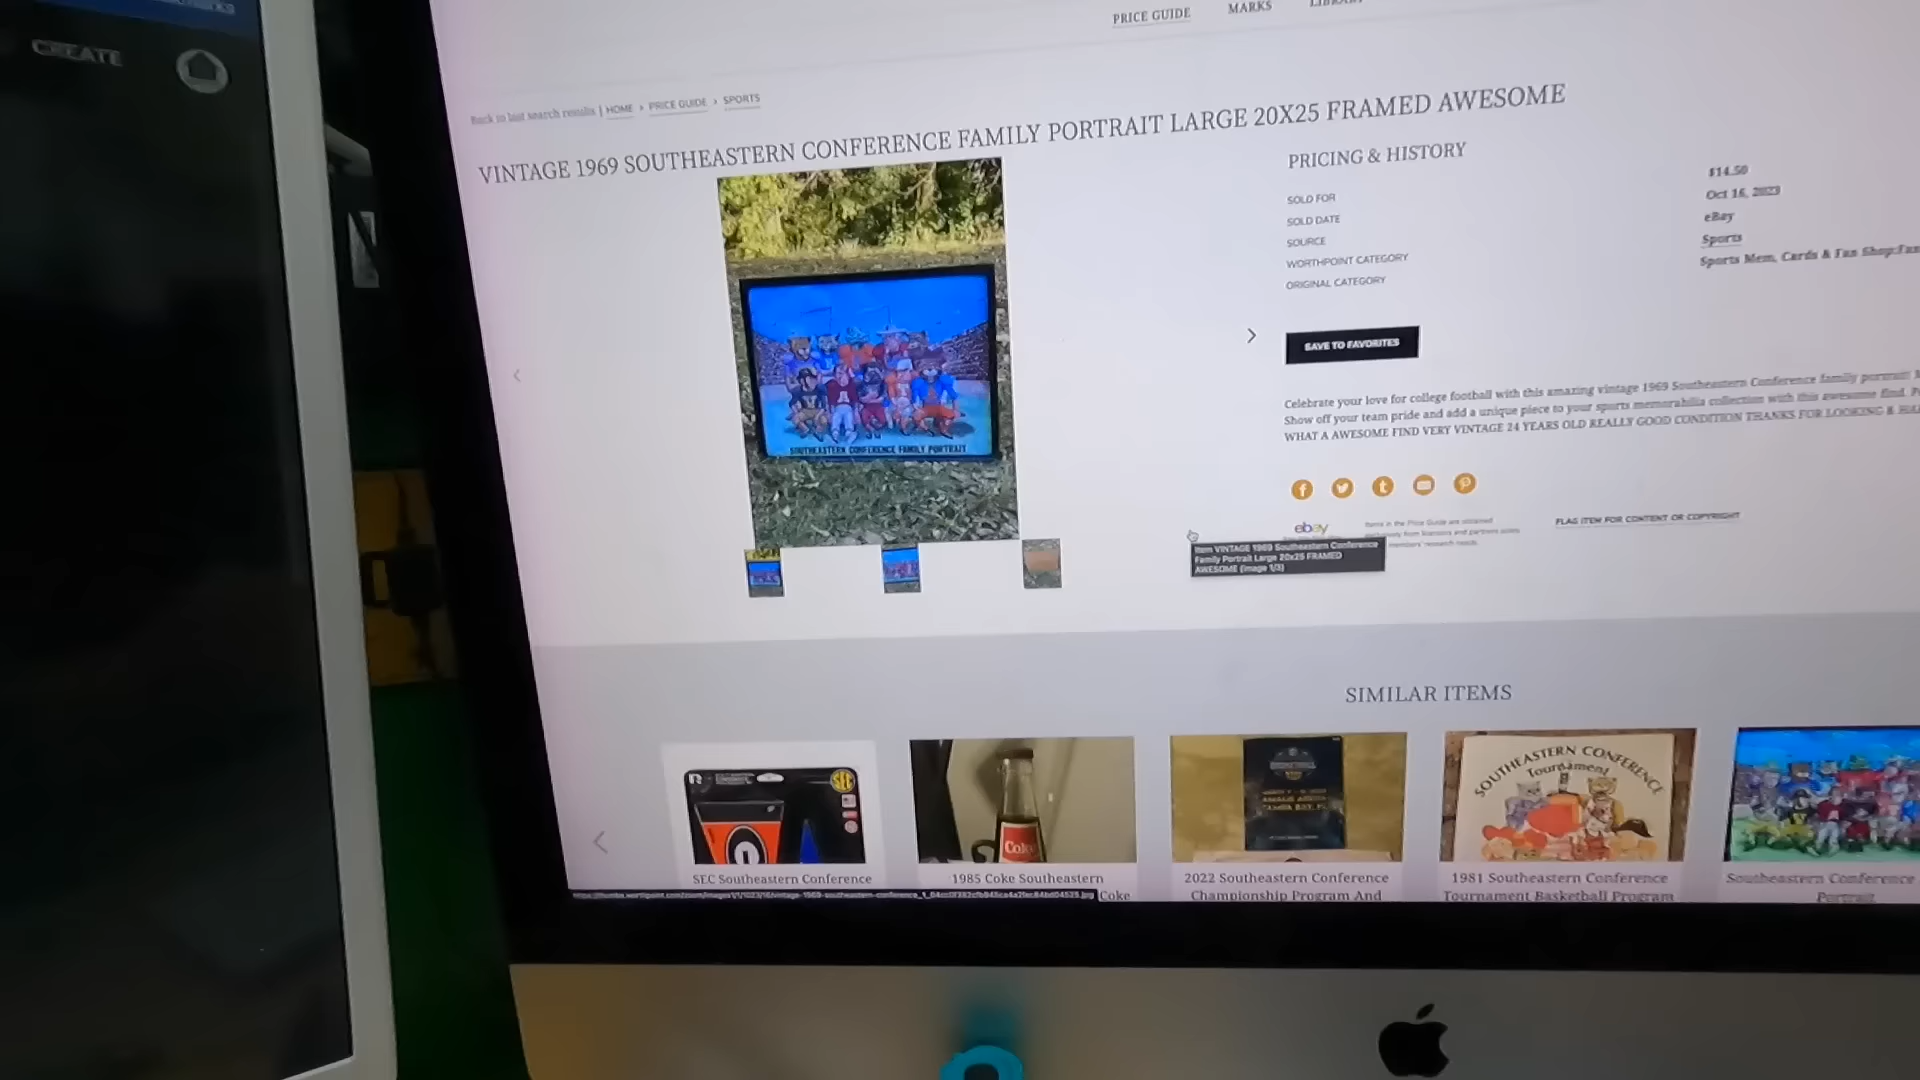 CREATE
PRICE GUIDE MARKS LIBRARY
Back to last search results | HOME › PRICE GUIDE › SPORTS
VINTAGE 1969 SOUTHEASTERN CONFERENCE FAMILY PORTRAIT LARGE 20X25 FRAMED AWESOME
PRICING & HISTORY
SOLD FOR $14.50
SOLD DATE Oct 16, 2023
SOURCE eBay
WORTHPOINT CATEGORY Sports
ORIGINAL CATEGORY Sports Mem, Cards & Fan Shop:Fan
SOUTHEASTERN CONFERENCE FAMILY PORTRAIT
SAVE TO FAVORITES
Celebrate your love for college football with this amazing vintage 1969 Southeastern Conference family portrait!
Show off your team pride and add a unique piece to your sports memorabilia collection with this awesome find.
WHAT A AWESOME FIND VERY VINTAGE 24 YEARS OLD REALLY GOOD CONDITION THANKS FOR LOOKING &
ebay
Items in the Price Guide are obtained
exclusively from licensors and partners solely
members' research needs.
FLAG ITEM FOR CONTENT OR COPYRIGHT
Item VINTAGE 1969 Southeastern Conference
Family Portrait Large 20x25 FRAMED
AWESOME (image 1/3)
SIMILAR ITEMS
SEC
Coke
SOUTHEASTERN CONFERENCE
Tournament
SEC Southeastern Conference
1985 Coke Southeastern
Coke
2022 Southeastern Conference
Championship Program And
1981 Southeastern Conference
Tournament Basketball Program
Southeastern Conference
Portrait